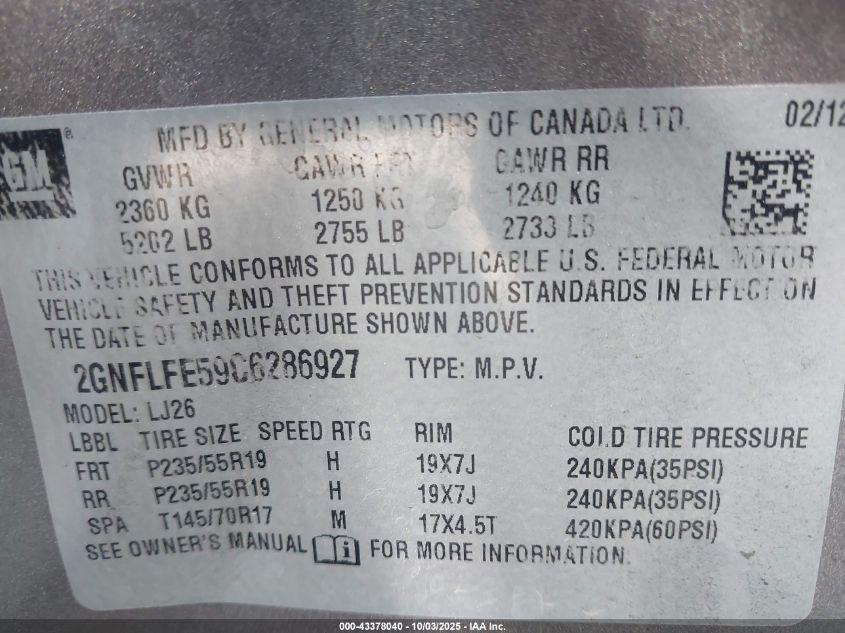 GM ®
MFD BY GENERAL MOTORS OF CANADA LTD. 02/12
GVWR GAWR FRT GAWR RR
2360 KG 1250 KG 1240 KG
5202 LB 2755 LB 2733 LB
THIS VEHICLE CONFORMS TO ALL APPLICABLE U.S. FEDERAL MOTOR
VEHICLE SAFETY AND THEFT PREVENTION STANDARDS IN EFFECT ON
THE DATE OF MANUFACTURE SHOWN ABOVE.
2GNFLFE59C6286927 TYPE: M.P.V.
MODEL: LJ26
LBBL TIRE SIZE SPEED RTG RIM COLD TIRE PRESSURE
FRT P235/55R19 H 19X7J 240KPA(35PSI)
RR P235/55R19 H 19X7J 240KPA(35PSI)
SPA T145/70R17 M 17X4.5T 420KPA(60PSI)
SEE OWNER'S MANUAL i FOR MORE INFORMATION.
000-43378040 - 10/03/2025 - IAA Inc.